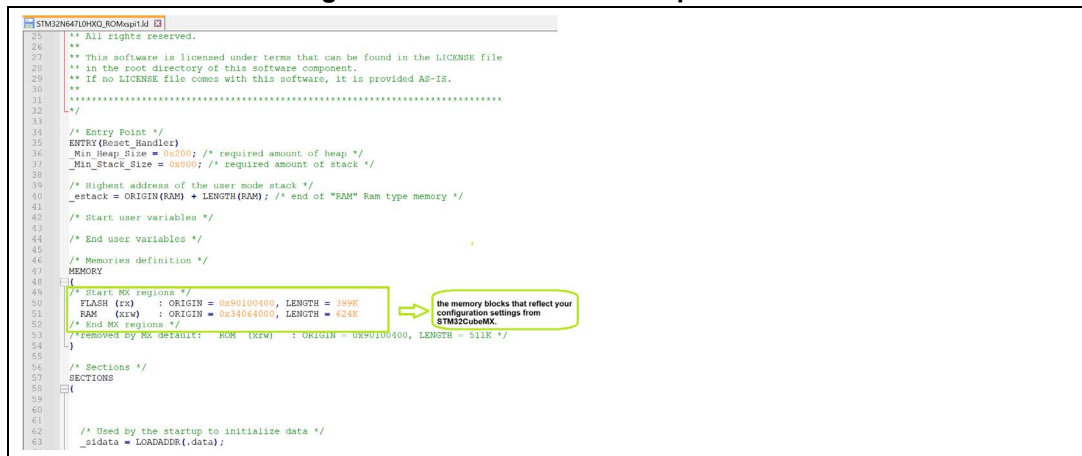 STM32N647L0HXQ_ROMxspi1.ld
25 ** All rights reserved.
26 **
27 ** This software is licensed under terms that can be found in the LICENSE file
28 ** in the root directory of this software component.
29 ** If no LICENSE file comes with this software, it is provided AS-IS.
30 **
31 ******************************************************************************
32 */
33
34 /* Entry Point */
35 ENTRY(Reset_Handler)
36 _Min_Heap_Size = 0x200; /* required amount of heap */
37 _Min_Stack_Size = 0x800; /* required amount of stack */
38
39 /* Highest address of the user mode stack */
40 _estack = ORIGIN(RAM) + LENGTH(RAM); /* end of "RAM" Ram type memory */
41
42 /* Start user variables */
43
44 /* End user variables */
45
46 /* Memories definition */
47 MEMORY
48 {
49 /* Start MX regions */
50 FLASH (rx) : ORIGIN = 0x90100400, LENGTH = 399K
51 RAM (xrw) : ORIGIN = 0x34064000, LENGTH = 624K
52 /* End MX regions */
53 /*removed by MX default: ROM (xrw) : ORIGIN = 0x90100400, LENGTH = 511K */
54 }
55
56 /* Sections */
57 SECTIONS
58 {
59
60
61
62 /* Used by the startup to initialize data */
63 _sidata = LOADADDR(.data);
the memory blocks that reflect your
configuration settings from
STM32CubeMX.